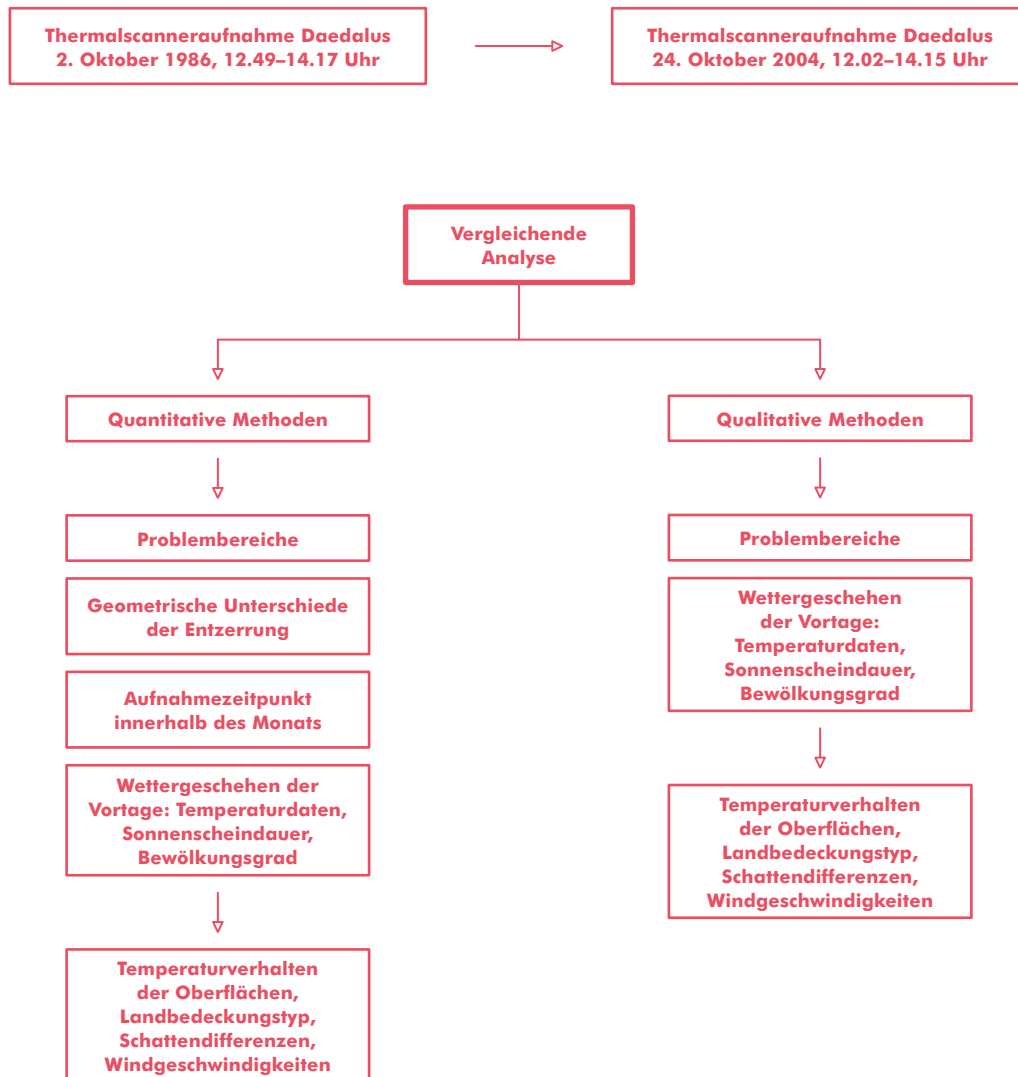 Thermalscanneraufnahme Daedalus
2. Oktober 1986, 12.49–14.17 Uhr
Thermalscanneraufnahme Daedalus
24. Oktober 2004, 12.02–14.15 Uhr
Vergleichende
Analyse
Quantitative Methoden
Problembereiche
Geometrische Unterschiede
der Entzerrung
Aufnahmezeitpunkt
innerhalb des Monats
Wettergeschehen der
Vortage: Temperaturdaten,
Sonnenscheindauer,
Bewölkungsgrad
Temperaturverhalten
der Oberflächen,
Landbedeckungstyp,
Schattendifferenzen,
Windgeschwindigkeiten
Qualitative Methoden
Problembereiche
Wettergeschehen
der Vortage:
Temperaturdaten,
Sonnenscheindauer,
Bewölkungsgrad
Temperaturverhalten
der Oberflächen,
Landbedeckungstyp,
Schattendifferenzen,
Windgeschwindigkeiten